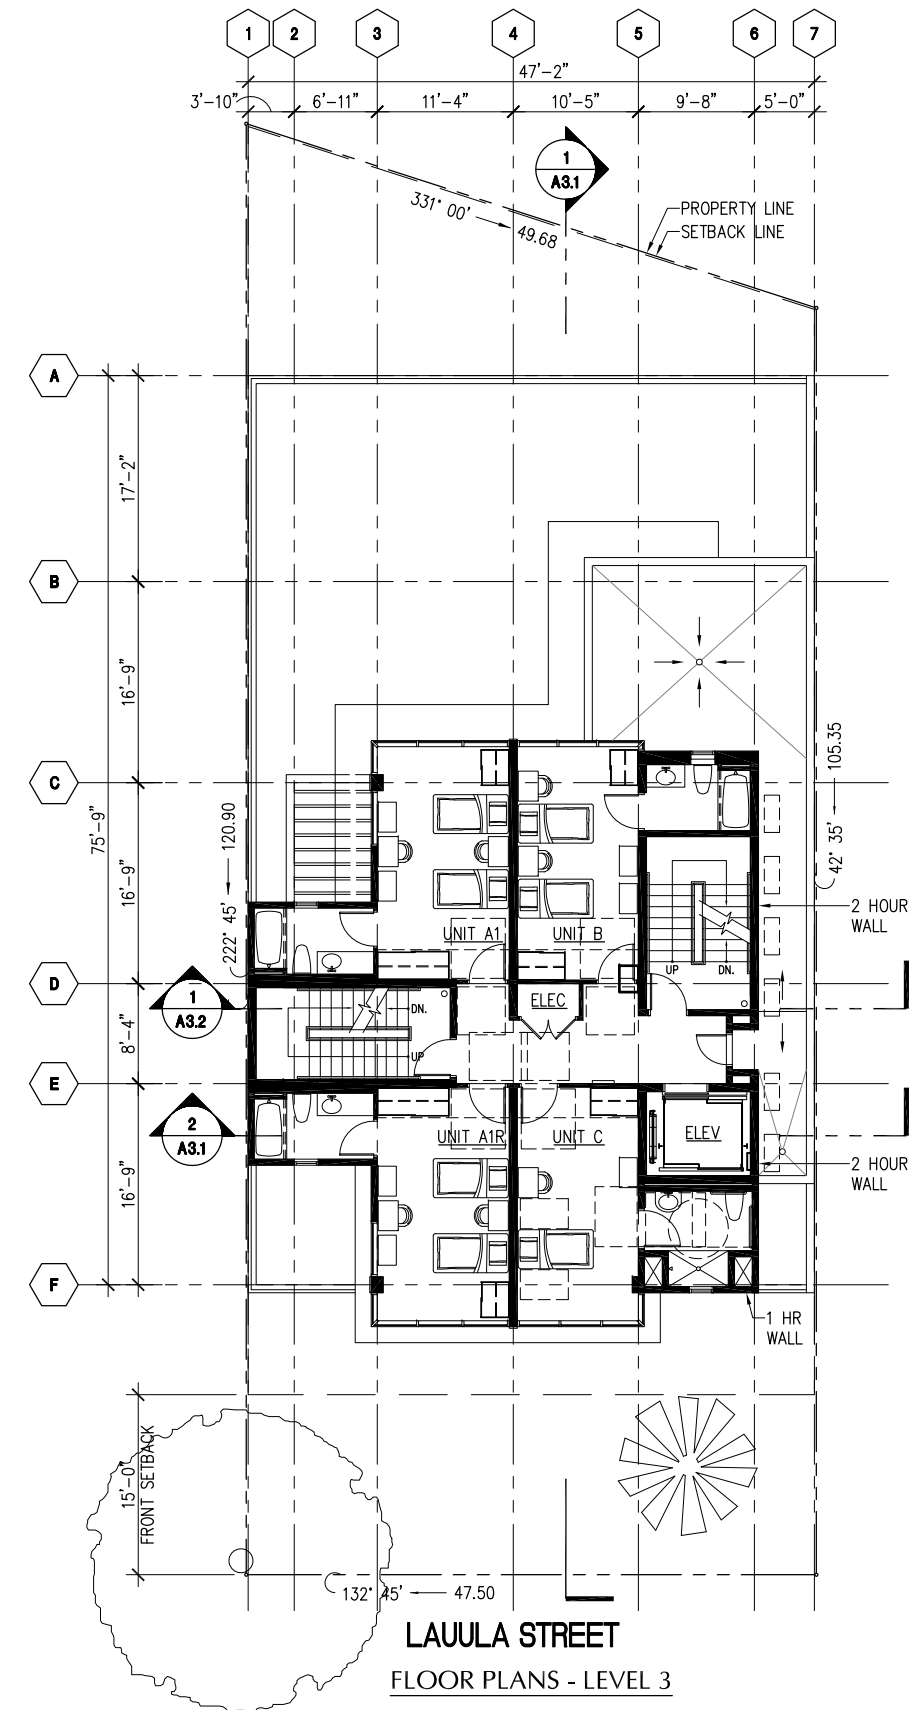 1 2 3 4 5 6 7
47'-2"
3'-10" 6'-11" 11'-4" 10'-5" 9'-8" 5'-0"
1
A3.1
331° 00'
49.68
PROPERTY LINE
SETBACK LINE
A
17'-2"
B
16'-9"
C
75'-9"
16'-9"
222° 45'
120.90
42° 35'
105.35
2 HOUR
WALL
UNIT A1
UNIT B
D
1
A3.2
8'-4"
DN.
UP
ELEC
UP
DN.
E
2
A3.1
16'-9"
UNIT A1R
UNIT C
ELEV
2 HOUR
WALL
F
1 HR
WALL
15'-0"
FRONT SETBACK
132° 45'
47.50
LAUULA STREET
FLOOR PLANS - LEVEL 3